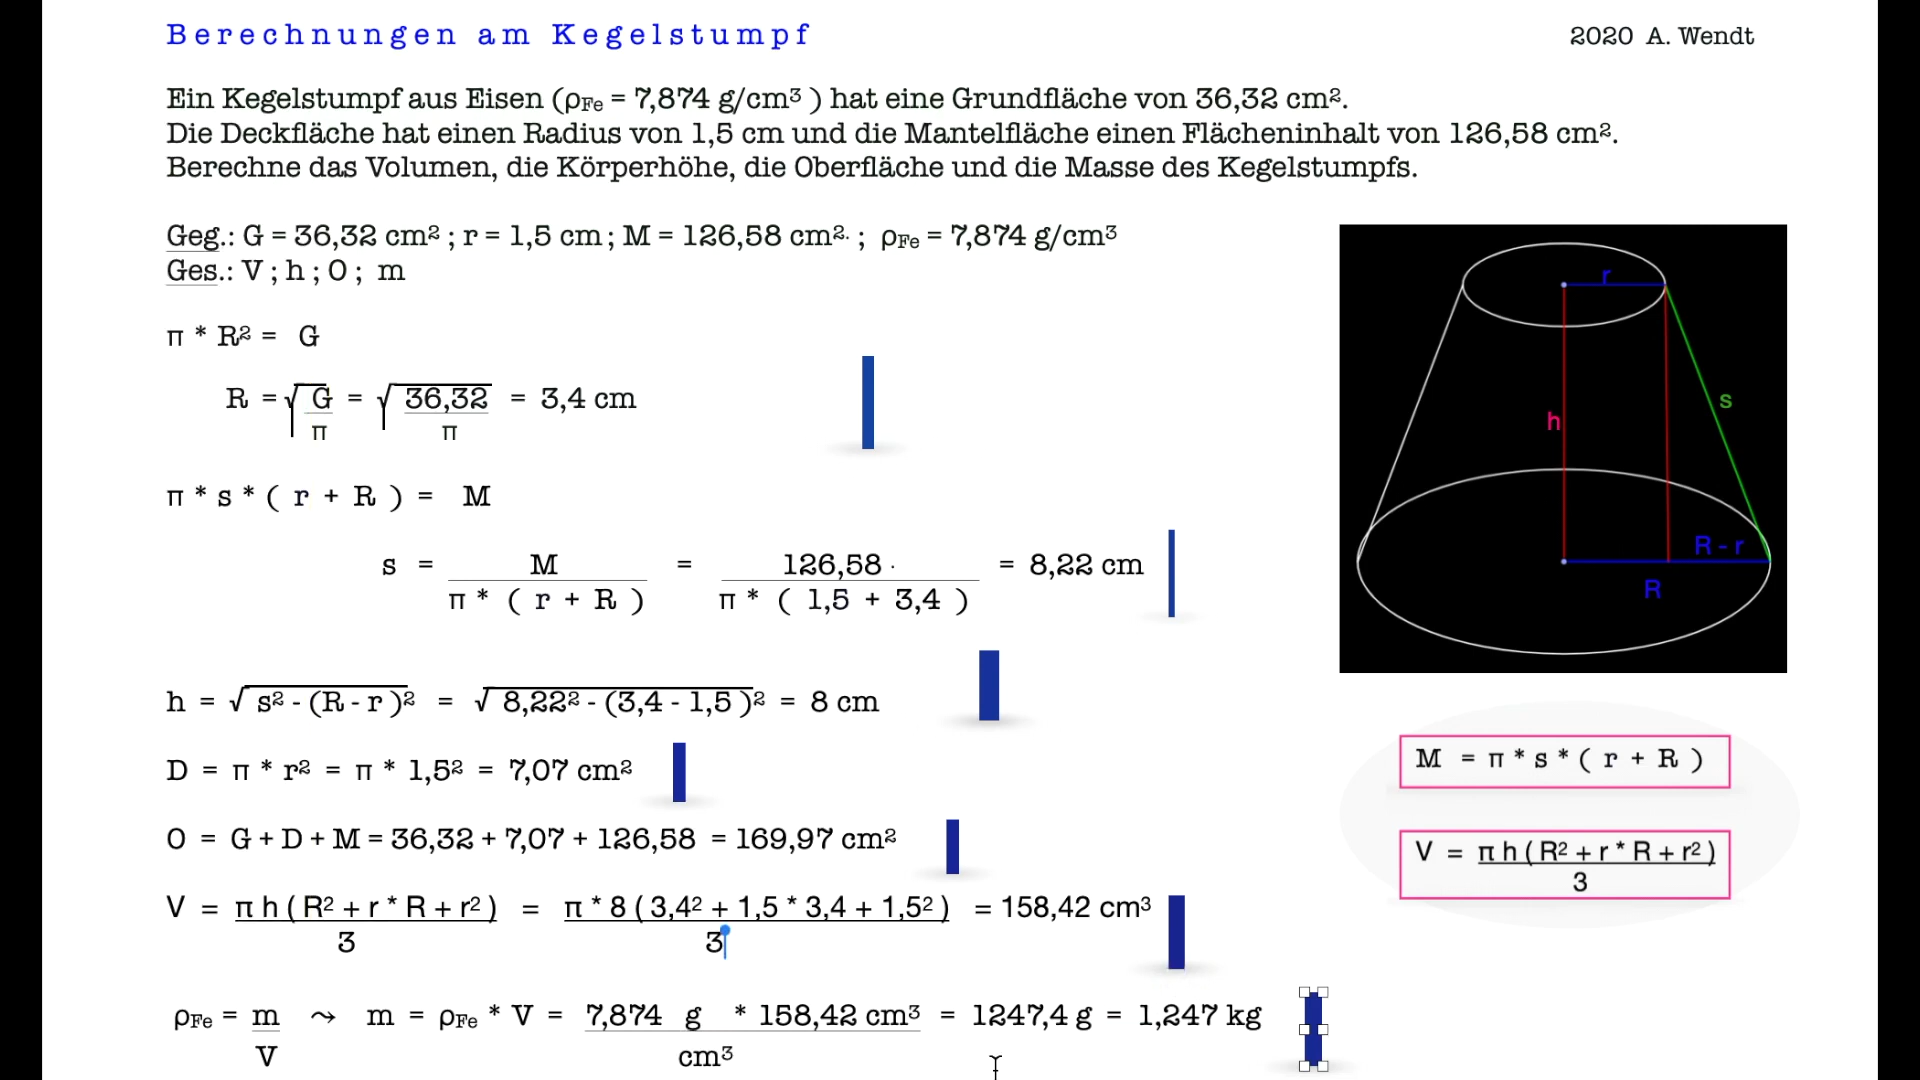 Berechnungen am Kegelstumpf
2020 A. Wendt
Ein Kegelstumpf aus Eisen (ρFe = 7,874 g/cm³ ) hat eine Grundfläche von 36,32 cm².
Die Deckfläche hat einen Radius von 1,5 cm und die Mantelfläche einen Flächeninhalt von 126,58 cm².
Berechne das Volumen, die Körperhöhe, die Oberfläche und die Masse des Kegelstumpfs.
Geg.: G = 36,32 cm² ; r = 1,5 cm ; M = 126,58 cm²· ; ρFe = 7,874 g/cm³
Ges.: V ; h ; O ; m
π * R² = G
R = √ G = √ 36,32 = 3,4 cm
π π
π * s * ( r + R ) = M
s = M = 126,58 · = 8,22 cm
π * ( r + R ) π * ( 1,5 + 3,4 )
h = √ s² - (R - r )² = √ 8,22² - (3,4 - 1,5 )² = 8 cm
D = π * r² = π * 1,5² = 7,07 cm²
O = G + D + M = 36,32 + 7,07 + 126,58 = 169,97 cm²
V = π h ( R² + r * R + r² ) = π * 8 ( 3,4² + 1,5 * 3,4 + 1,5² ) = 158,42 cm³
3 3
ρFe = m ⤳ m = ρFe * V = 7,874 g * 158,42 cm³ = 1247,4 g = 1,247 kg
V cm³
r
h
s
R - r
R
M = π * s * ( r + R )
V = π h ( R² + r * R + r² )
3